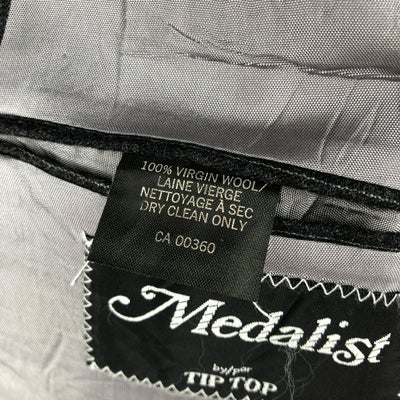 100% VIRGIN WOOL/
LAINE VIERGE
NETTOYAGE À SEC
DRY CLEAN ONLY
CA 00360
Medalist
by/par
TIP TOP